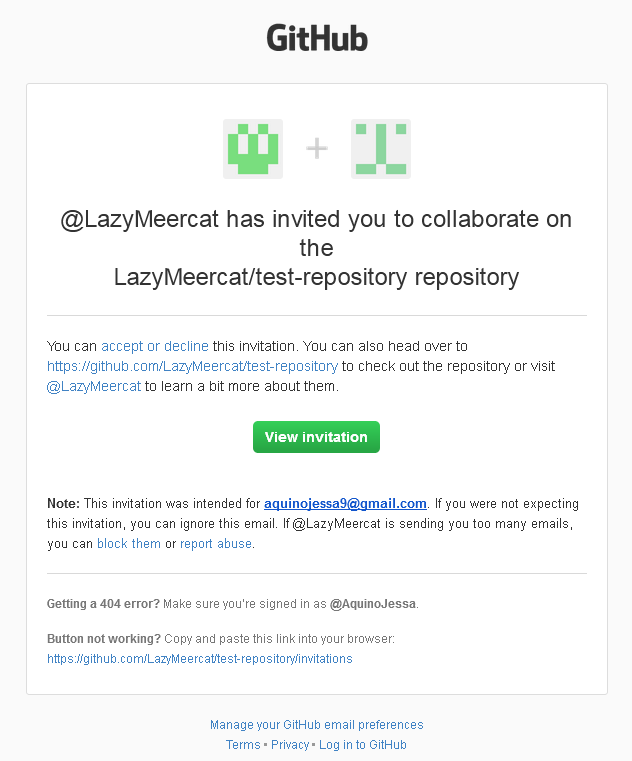 GitHub
@LazyMeercat has invited you to collaborate on
the
LazyMeercat/test-repository repository
You can accept or decline this invitation. You can also head over to
https://github.com/LazyMeercat/test-repository to check out the repository or visit
@LazyMeercat to learn a bit more about them.
View invitation
Note: This invitation was intended for aquinojessa9@gmail.com. If you were not expecting
this invitation, you can ignore this email. If @LazyMeercat is sending you too many emails,
you can block them or report abuse.
Getting a 404 error? Make sure you're signed in as @AquinoJessa.
Button not working? Copy and paste this link into your browser:
https://github.com/LazyMeercat/test-repository/invitations
Manage your GitHub email preferences
Terms • Privacy • Log in to GitHub